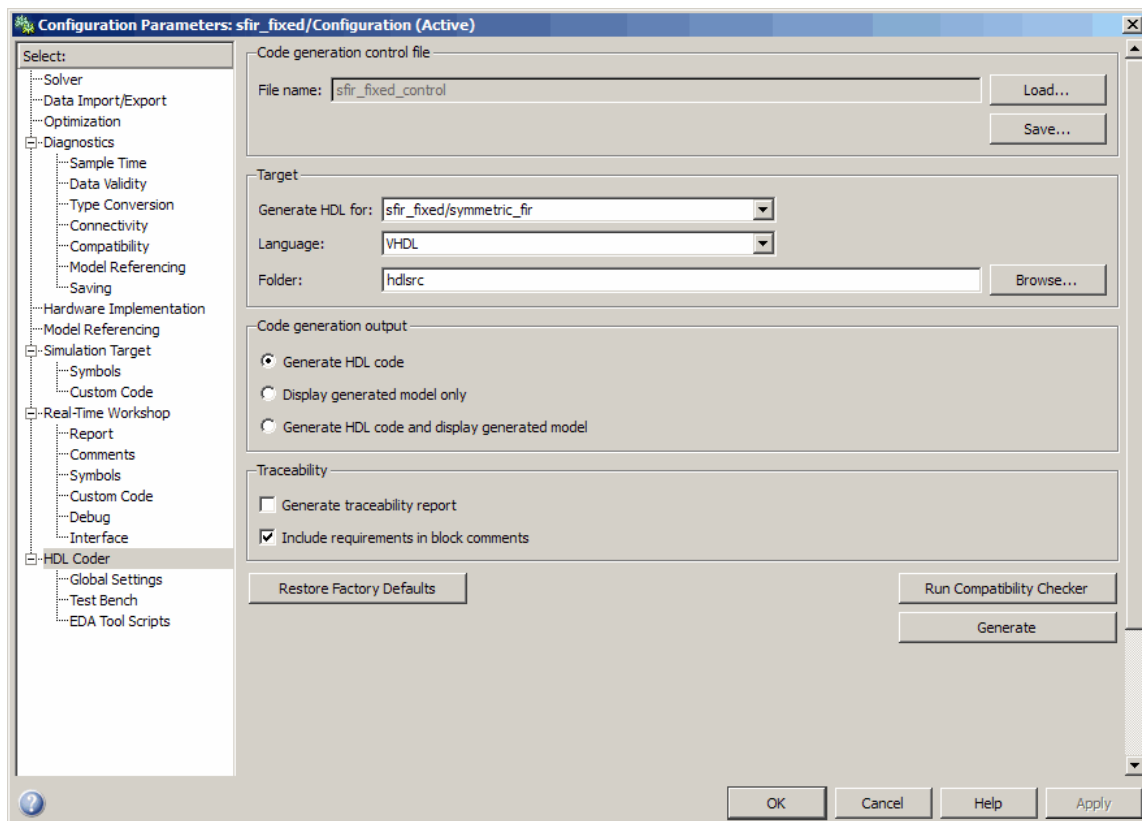 Configuration Parameters: sfir_fixed/Configuration (Active)
Select:
Solver
Data Import/Export
Optimization
Diagnostics
Sample Time
Data Validity
Type Conversion
Connectivity
Compatibility
Model Referencing
Saving
Hardware Implementation
Model Referencing
Simulation Target
Symbols
Custom Code
Real-Time Workshop
Report
Comments
Symbols
Custom Code
Debug
Interface
HDL Coder
Global Settings
Test Bench
EDA Tool Scripts
Code generation control file
File name: sfir_fixed_control Load...
Save...
Target
Generate HDL for: sfir_fixed/symmetric_fir
Language: VHDL
Folder: hdlsrc Browse...
Code generation output
Generate HDL code
Display generated model only
Generate HDL code and display generated model
Traceability
Generate traceability report
Include requirements in block comments
Restore Factory Defaults Run Compatibility Checker
Generate
OK Cancel Help Apply